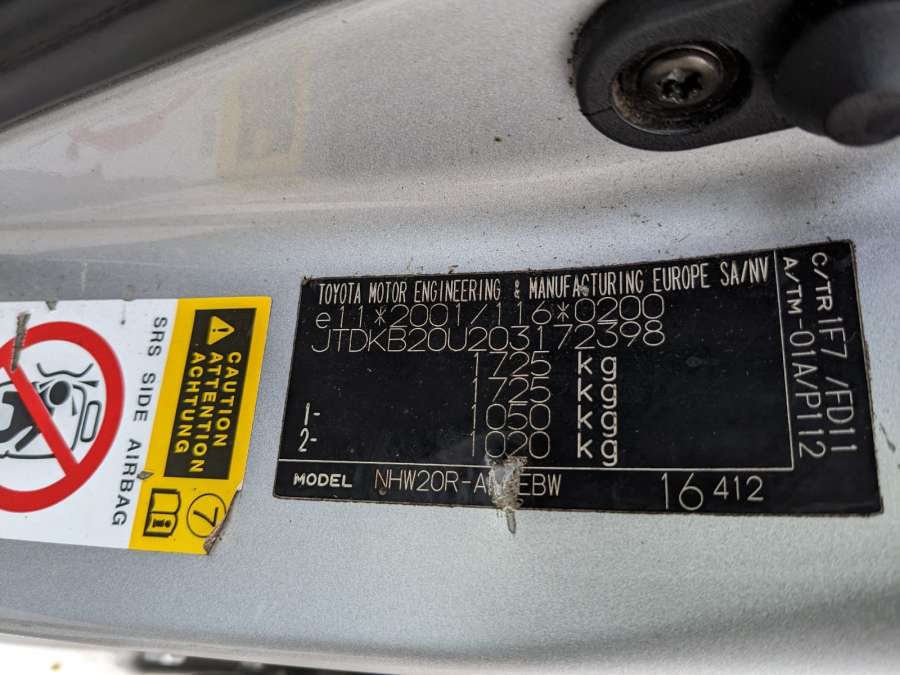 TOYOTA MOTOR ENGINEERING & MANUFACTURING EUROPE SA/NV
e11*2001/116*0200
JTDKB20U203172398
1725 kg
1725 kg
1- 1050 kg
2- 1020 kg
C/TR 1F7 /FD11
A/TM -01A/P112
MODEL
16 412
CAUTION
ATTENTION
ACHTUNG
7
SRS SIDE AIRBAG